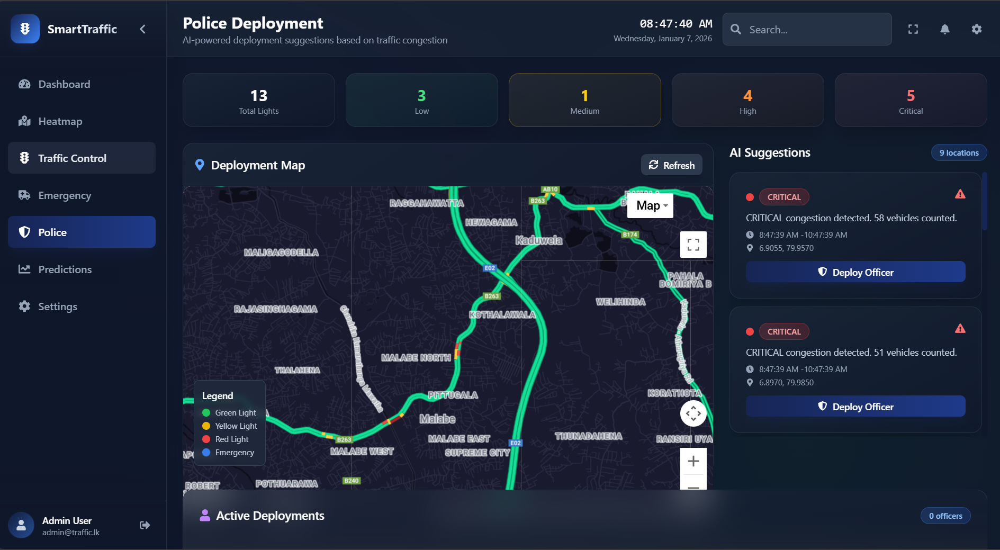 SmartTraffic
Dashboard
Heatmap
Traffic Control
Emergency
Police
Predictions
Settings
Admin User
admin@traffic.lk
Police Deployment
AI-powered deployment suggestions based on traffic congestion
08:47:40 AM
Wednesday, January 7, 2026
Search...
13
Total Lights
3
Low
1
Medium
4
High
5
Critical
Deployment Map
Refresh
AB10
B263
Map
RAGGAHAWATTA
HEWAGAMA
Kaduwela
B174
MALIGAGODELLA
E02
PAHALA
BOMIRIYA B
B263
WELIHINDA
RAJASINGHAGAMA
KOTHALAWALA
Chandrika Kumarathunga Mawatha
MALABE NORTH
THALAHENA
PITTUGALA
KORATHOTA
Malabe
Legend
Green Light
Yellow Light
Red Light
Emergency
B263
MALABE EAST
E02
THUNADAHENA
RANSIRI UYA
MALABE WEST
SUPREME CITY
ROBERT
POTHUARAWA
B240
AI Suggestions
9 locations
CRITICAL
CRITICAL congestion detected. 58 vehicles counted.
8:47:39 AM -10:47:39 AM
6.9055, 79.9570
Deploy Officer
CRITICAL
CRITICAL congestion detected. 51 vehicles counted.
8:47:39 AM -10:47:39 AM
6.8970, 79.9850
Deploy Officer
Active Deployments
0 officers